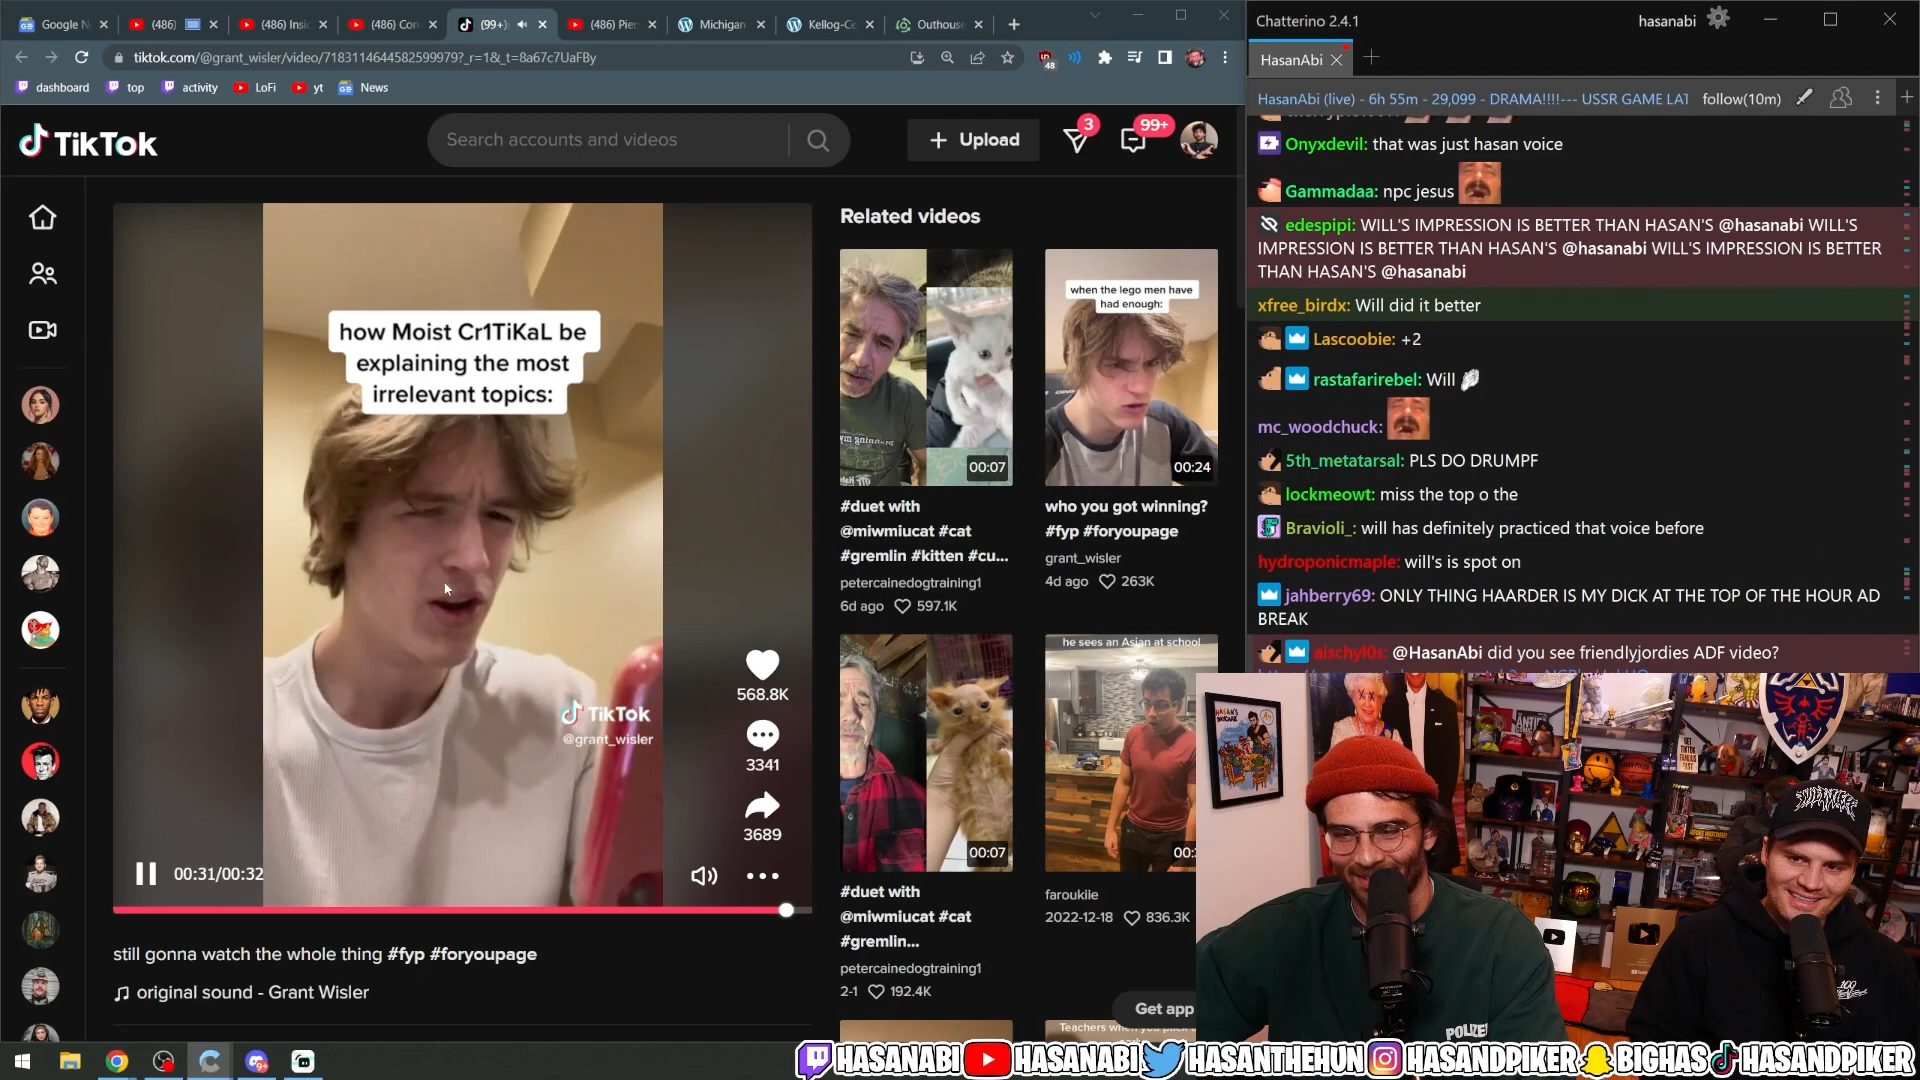 Google N
(486)
(486) Insi
(486) Con
(99+)
(486) Pier
Michigan
Kellog-Ce
Outhouse
tiktok.com/@grant_wisler/video/7183114644582599979?_r=1&_t=8a67c7UaFBy
48
dashboard
top
activity
LoFi
yt
News
TikTok
Search accounts and videos
Upload
3
99+
how Moist Cr1TiKaL be
explaining the most
irrelevant topics:
TikTok
@grant_wisler
568.8K
3341
3689
00:31/00:32
still gonna watch the whole thing #fyp #foryoupage
original sound - Grant Wisler
Related videos
00:07
#duet with
@miwmiucat #cat
#gremlin #kitten #cu...
petercainedogtraining1
6d ago
597.1K
when the lego men have
had enough:
00:24
who you got winning?
#fyp #foryoupage
grant_wisler
4d ago
263K
00:07
#duet with
@miwmiucat #cat
#gremlin...
petercainedogtraining1
2-1
192.4K
he sees an Asian at school
00:
faroukiie
2022-12-18
836.3K
Get app
Chatterino 2.4.1
hasanabi
HasanAbi
HasanAbi (live) - 6h 55m - 29,099 - DRAMA!!!!--- USSR GAME LAT
follow(10m)
Onyxdevil: that was just hasan voice
Gammadaa: npc jesus
edespipi: WILL'S IMPRESSION IS BETTER THAN HASAN'S @hasanabi WILL'S
IMPRESSION IS BETTER THAN HASAN'S @hasanabi WILL'S IMPRESSION IS BETTER
THAN HASAN'S @hasanabi
xfree_birdx: Will did it better
Lascoobie: +2
rastafarirebel: Will
mc_woodchuck:
5th_metatarsal: PLS DO DRUMPF
lockmeowt: miss the top o the
Bravioli_: will has definitely practiced that voice before
hydroponicmaple: will's is spot on
jahberry69: ONLY THING HAARDER IS MY DICK AT THE TOP OF THE HOUR AD
BREAK
aischyl0s: @HasanAbi did you see friendlyjordies ADF video?
POLIZEI
HASANABI
HASANABI
HASANTHEHUN
HASANDPIKER
BIGHAS
HASANDPIKER